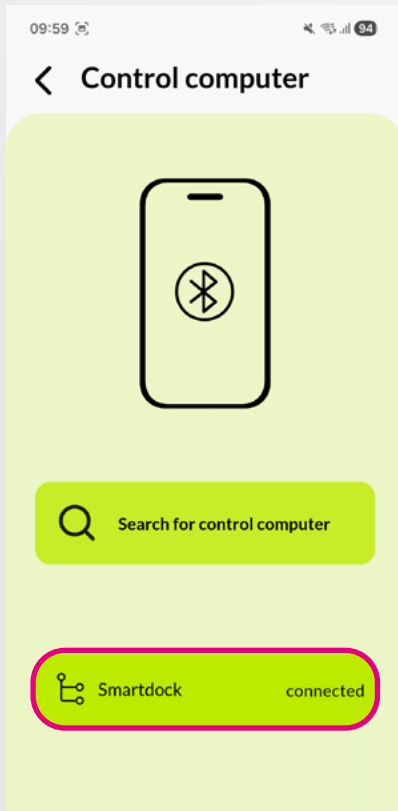 09:59 94
Control computer
Search for control computer
Smartdock connected